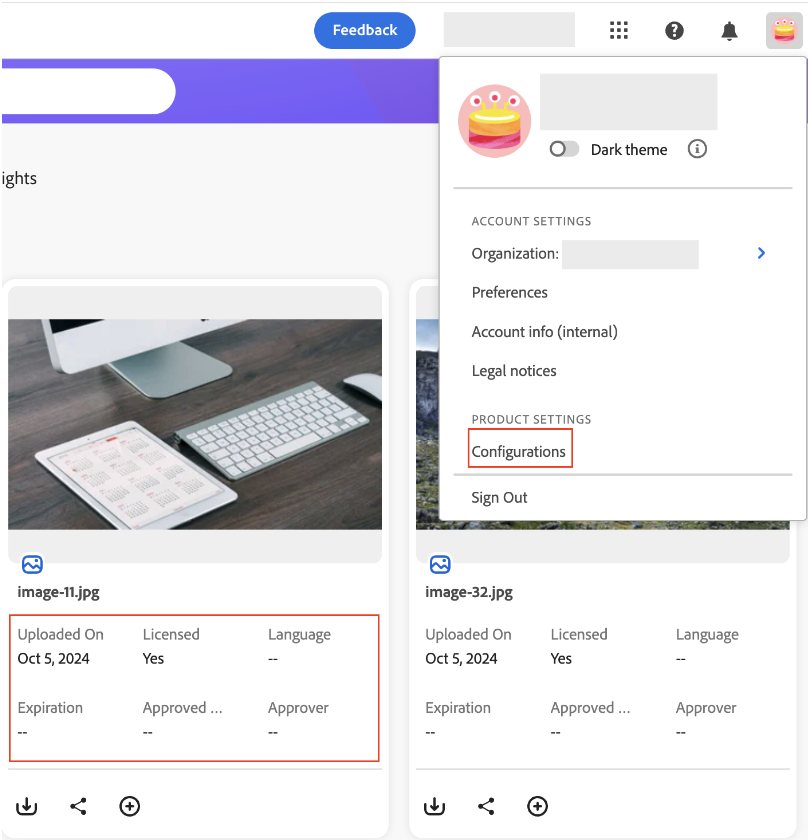 Feedback
Dark theme
ights
ACCOUNT SETTINGS
Organization:
Preferences
Account info (internal)
Legal notices
PRODUCT SETTINGS
Configurations
Sign Out
image-11.jpg
Uploaded On Licensed Language
Oct 5, 2024 Yes --
Expiration Approved ... Approver
-- -- --
image-32.jpg
Uploaded On Licensed Language
Oct 5, 2024 Yes --
Expiration Approved ... Approver
-- -- --